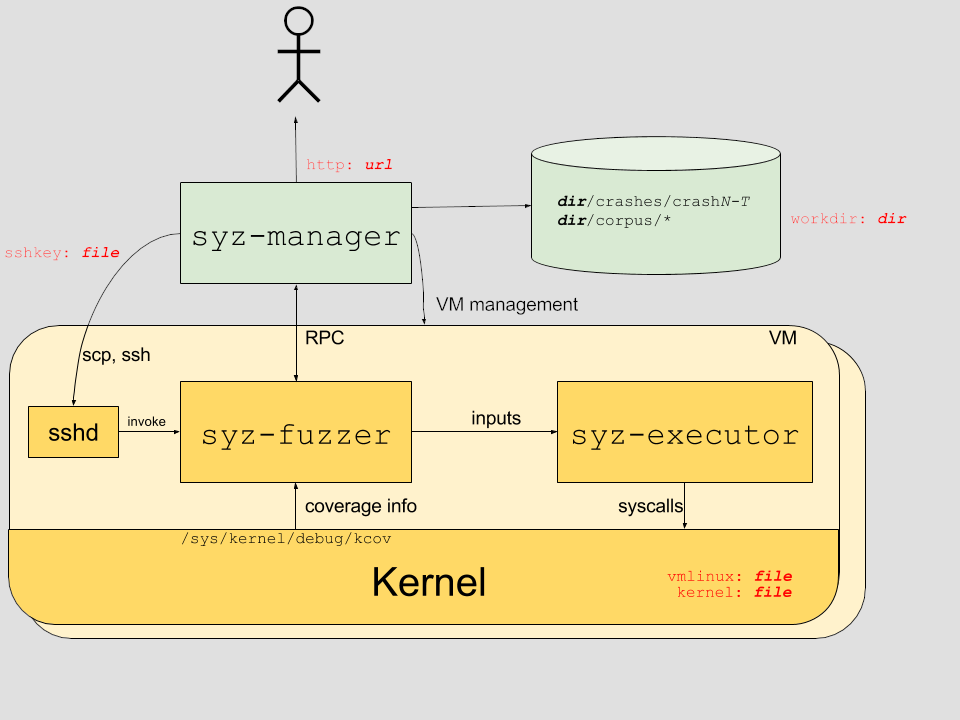 http: url
syz-manager
dir/crashes/crashN-T
dir/corpus/*
workdir: dir
sshkey: file
VM management
RPC
VM
scp, ssh
sshd
invoke
syz-fuzzer
inputs
syz-executor
coverage info
syscalls
/sys/kernel/debug/kcov
Kernel
vmlinux: file
kernel: file